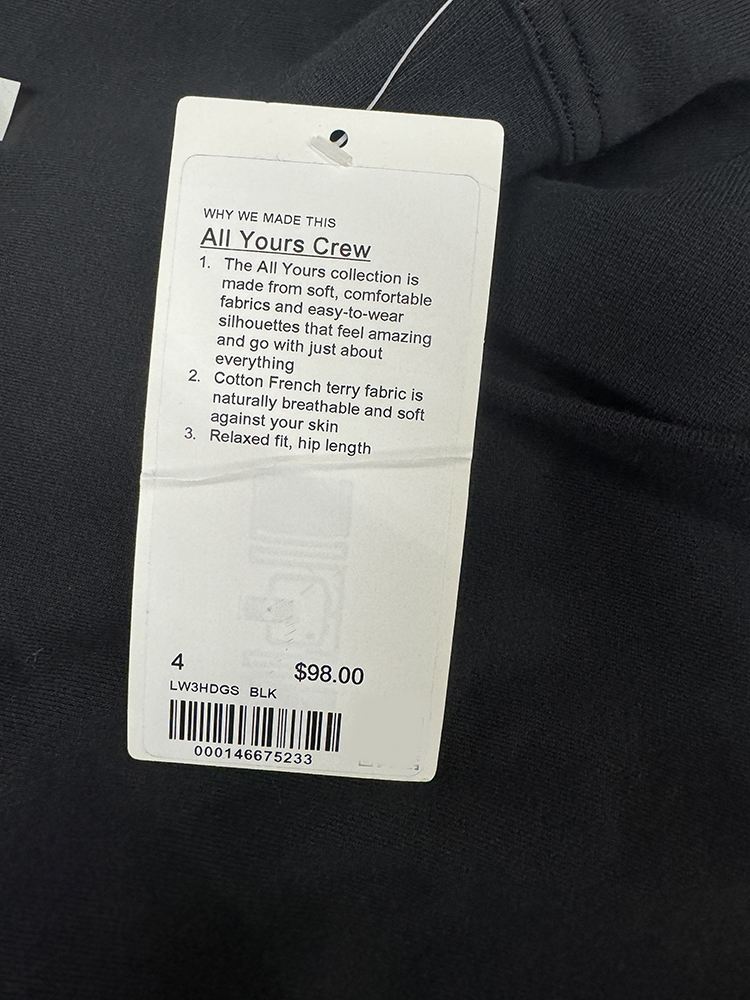 WHY WE MADE THIS
All Yours Crew
1. The All Yours collection is
made from soft, comfortable
fabrics and easy-to-wear
silhouettes that feel amazing
and go with just about
everything
2. Cotton French terry fabric is
naturally breathable and soft
against your skin
3. Relaxed fit, hip length
4 $98.00
LW3HDGS BLK
000146675233